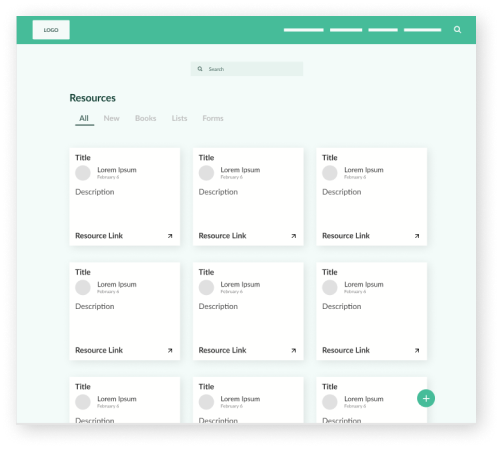 LOGO
Search
Resources
All New Books Lists Forms
Title Title Title
Lorem Ipsum Lorem Ipsum Lorem Ipsum
February 6 February 6 February 6
Description Description Description
Resource Link Resource Link Resource Link
Title Title Title
Lorem Ipsum Lorem Ipsum Lorem Ipsum
February 6 February 6 February 6
Description Description Description
Resource Link Resource Link Resource Link
Title Title Title
Lorem Ipsum Lorem Ipsum Lorem Ipsum
February 6 February 6 February 6
Description Description Description